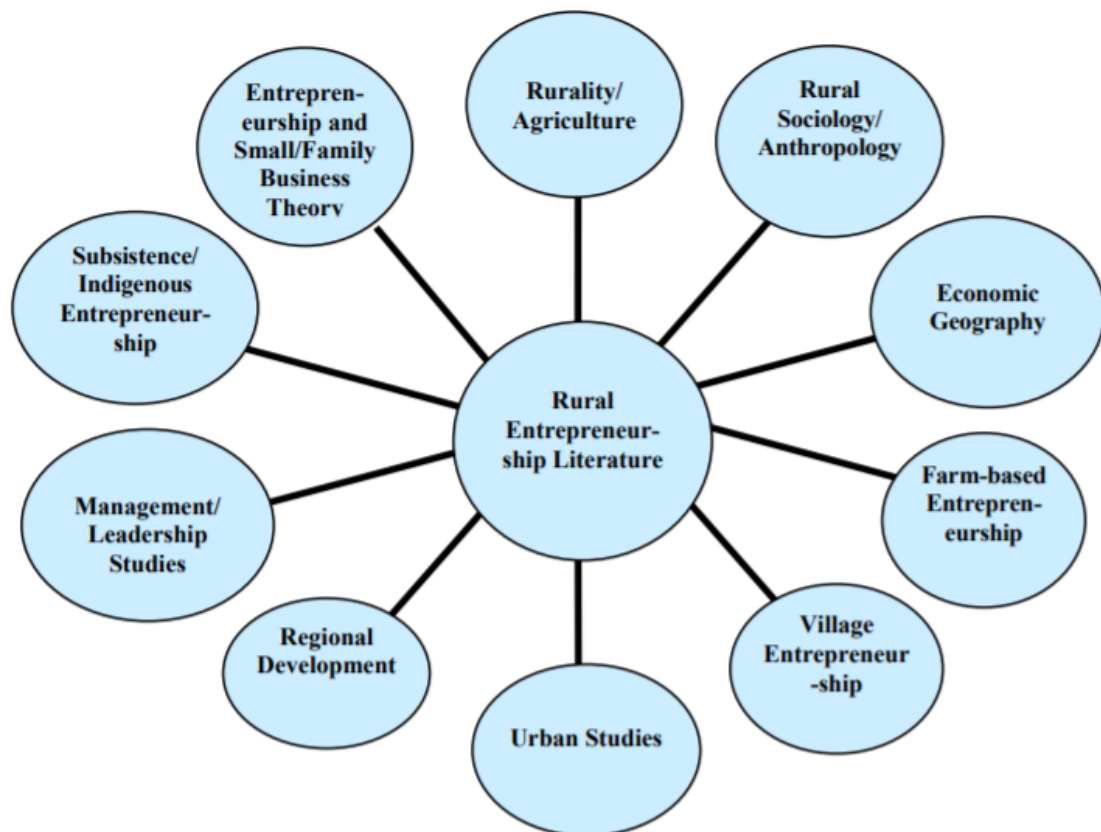 Entrepren-
eurship and
Small/Family
Business
Theory
Rurality/
Agriculture
Rural
Sociology/
Anthropology
Subsistence/
Indigenous
Entrepreneur-
ship
Economic
Geography
Rural
Entrepreneur-
ship Literature
Management/
Leadership
Studies
Farm-based
Entrepren-
eurship
Regional
Development
Urban Studies
Village
Entrepreneur
-ship